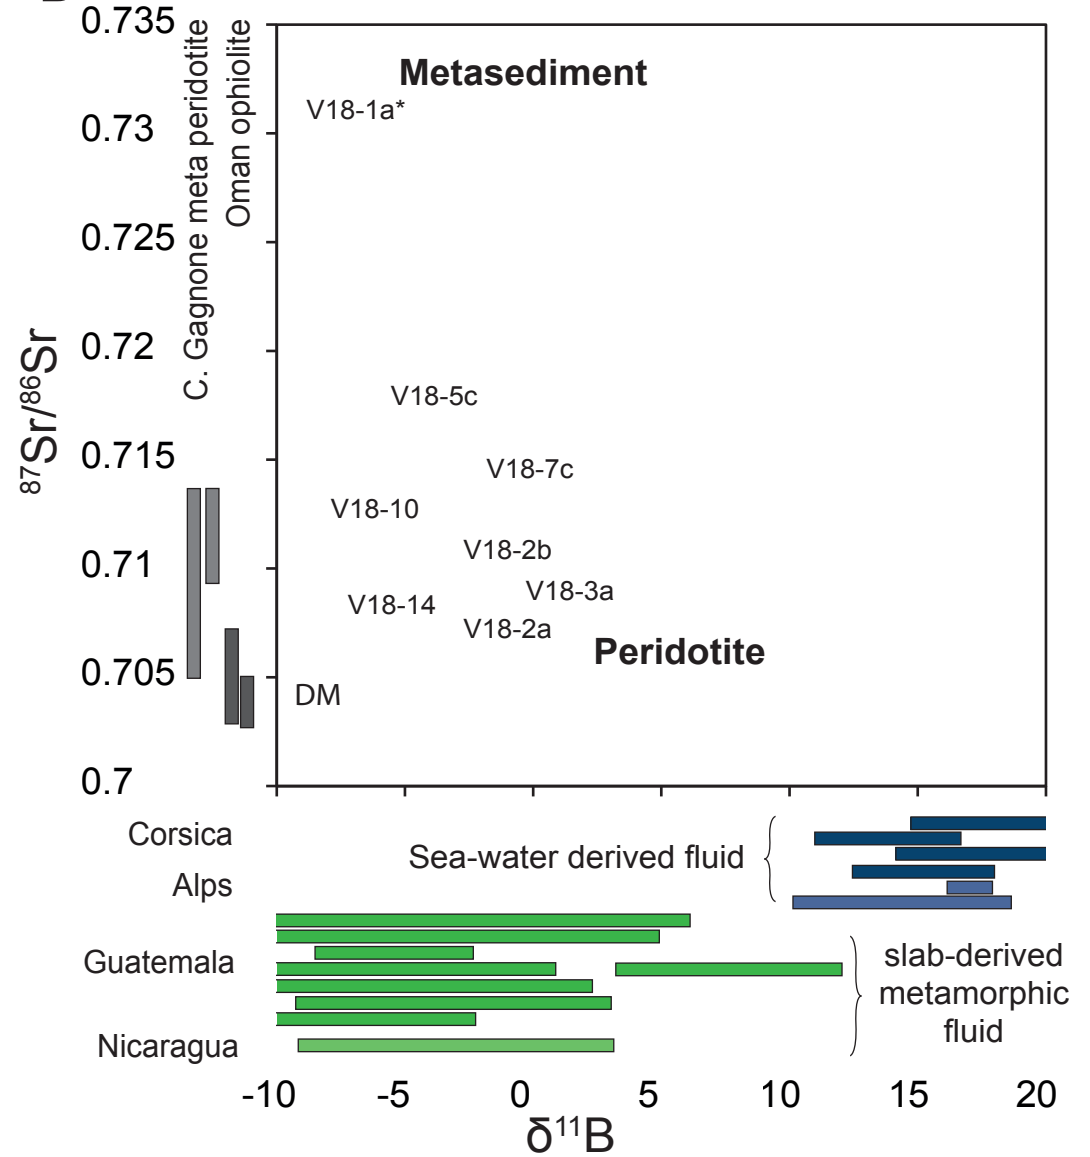 0.735
0.73
0.725
0.72
0.715
0.71
0.705
0.7
⁸⁷Sr/⁸⁶Sr
C. Gagnone meta peridotite
Oman ophiolite
Metasediment
V18-1a*
V18-5c
V18-7c
V18-10
V18-2b
V18-3a
V18-14
V18-2a
Peridotite
DM
Corsica
Sea-water derived fluid
Alps
Guatemala
slab-derived
metamorphic
fluid
Nicaragua
-10 -5 0 5 10 15 20
δ¹¹B